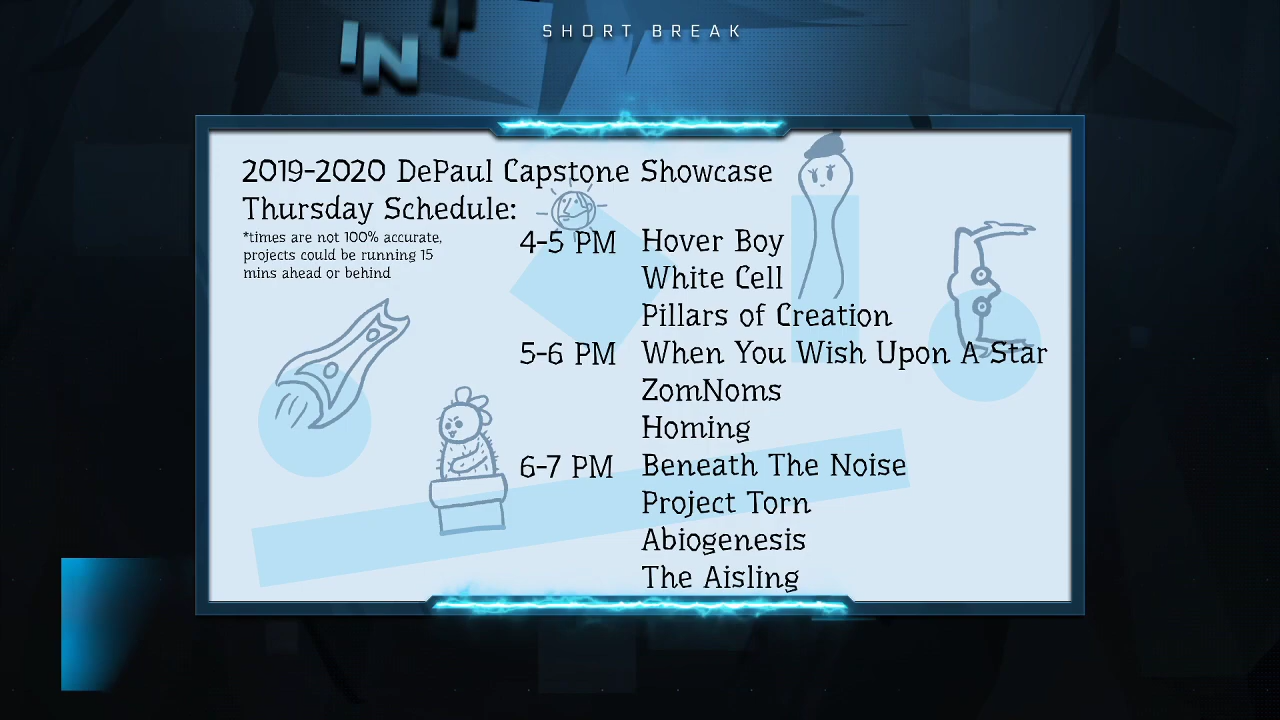 SHORT BREAK
IN
2019-2020 DePaul Capstone Showcase
Thursday Schedule:
*times are not 100% accurate,
projects could be running 15
mins ahead or behind
4-5 PM Hover Boy
White Cell
Pillars of Creation
5-6 PM When You Wish Upon A Star
ZomNoms
Homing
6-7 PM Beneath The Noise
Project Torn
Abiogenesis
The Aisling